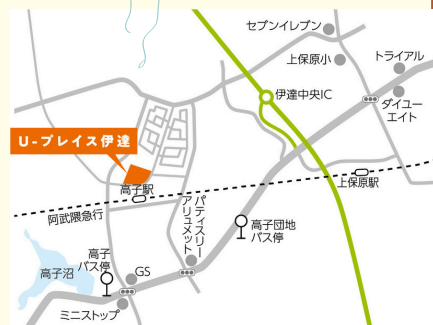 セブンイレブン
上保原小
トライアル
伊達中央IC
ダイユー
エイト
U-プレイス伊達
高子駅
上保原駅
阿武隈急行
パティスリー
アリュメット
高子団地
バス停
高子
バス停
高子沼
GS
ミニストップ